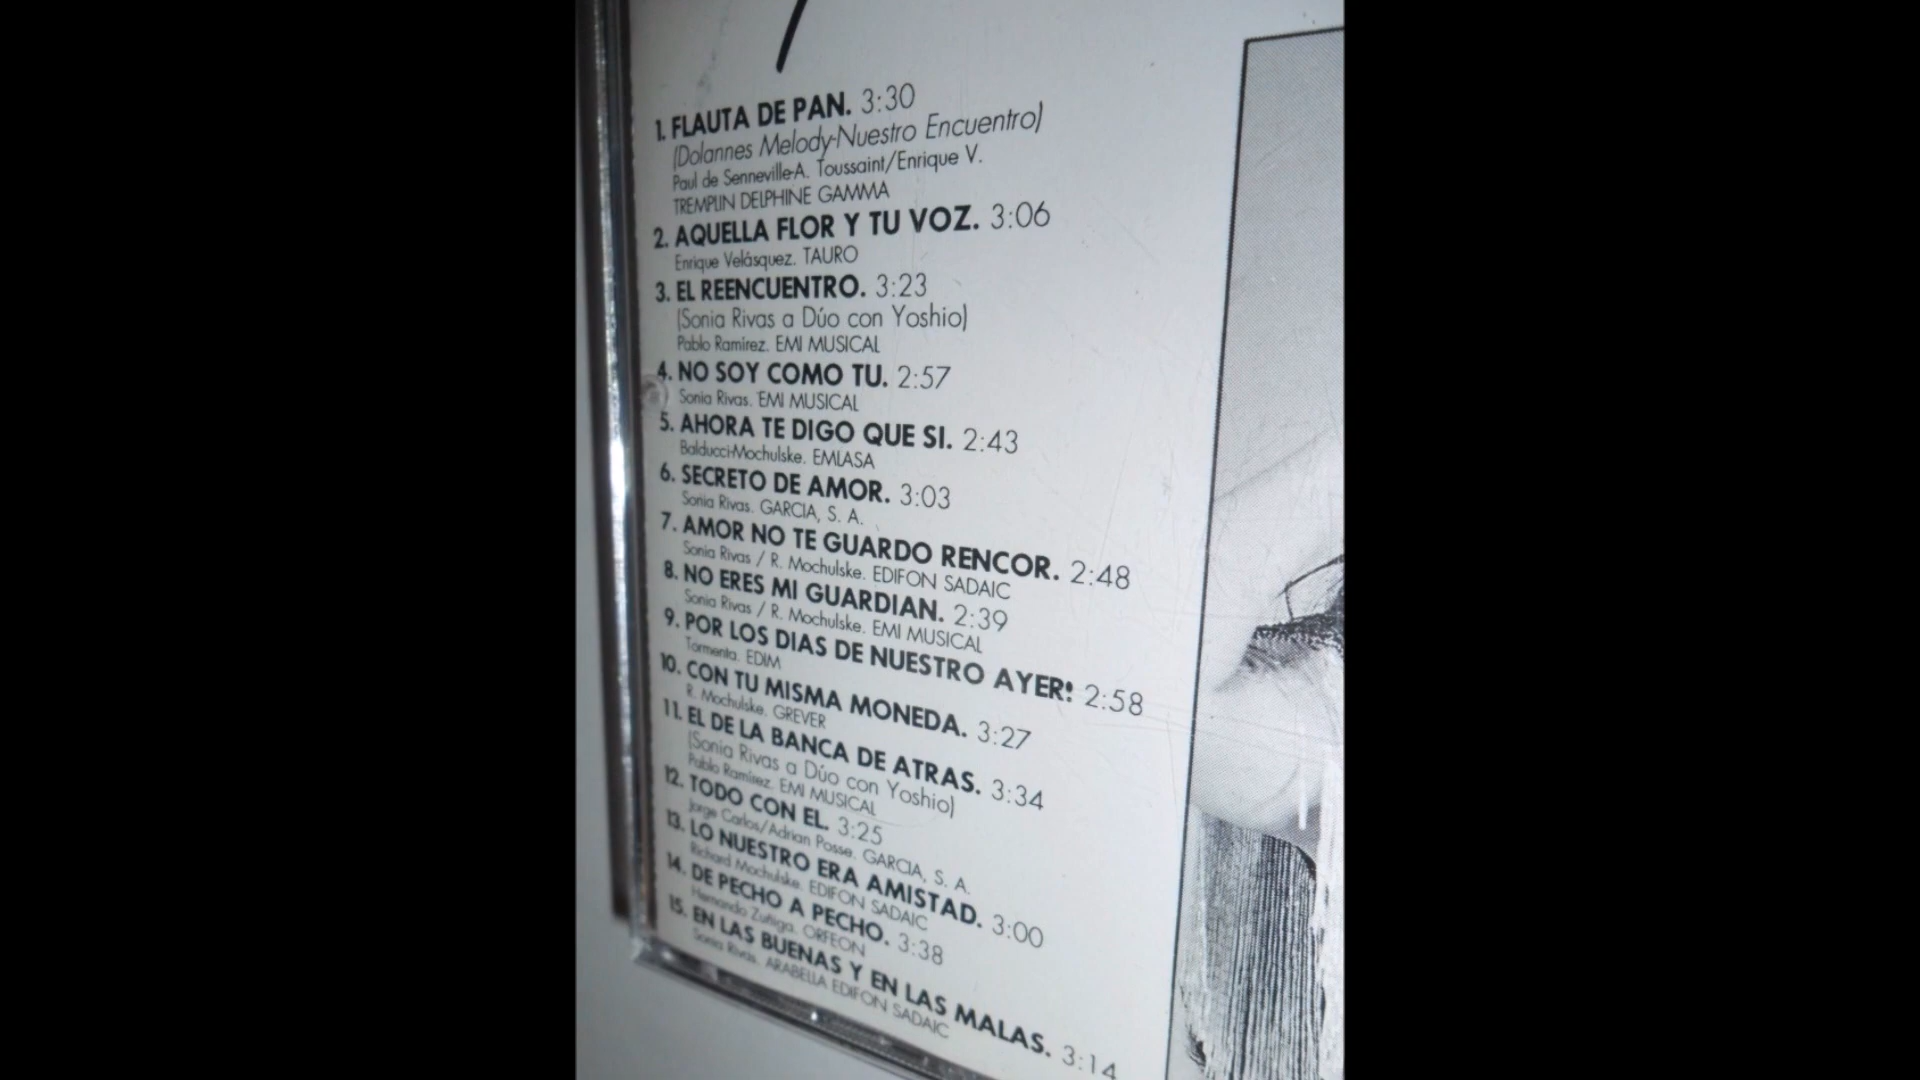 1. FLAUTA DE PAN. 3:30
(Dolannes Melody-Nuestro Encuentro)
Paul de Senneville-A. Toussaint/Enrique V.
TREMPLIN DELPHINE GAMMA
2. AQUELLA FLOR Y TU VOZ. 3:06
Enrique Velásquez. TAURO
3. EL REENCUENTRO. 3:23
(Sonia Rivas a Dúo con Yoshio)
Pablo Ramirez. EMI MUSICAL
4. NO SOY COMO TU. 2:57
Sonia Rivas. EMI MUSICAL
5. AHORA TE DIGO QUE SI. 2:43
Balducci-Mochulske. EMLASA
6. SECRETO DE AMOR. 3:03
Sonia Rivas. GARCIA, S. A.
7. AMOR NO TE GUARDO RENCOR. 2:48
Sonia Rivas / R. Mochulske. EDIFON SADAIC
8. NO ERES MI GUARDIAN. 2:39
Sonia Rivas / R. Mochulske. EMI MUSICAL
9. POR LOS DIAS DE NUESTRO AYER! 2:58
Tormenta. EDIM
10. CON TU MISMA MONEDA. 3:27
R. Mochulske. GREVER
11. EL DE LA BANCA DE ATRAS. 3:34
(Sonia Rivas a Dúo con Yoshio)
Pablo Ramírez. EMI MUSICAL
12. TODO CON EL. 3:25
Jorge Carlos/Adrian Posse. GARCIA, S. A.
13. LO NUESTRO ERA AMISTAD. 3:00
Richard Mochulske. EDIFON SADAIC
14. DE PECHO A PECHO. 3:38
Hernando Zuñiga. ORFEON
15. EN LAS BUENAS Y EN LAS MALAS. 3:14
Sonia Rivas. ARABELLA EDIFON SADAIC